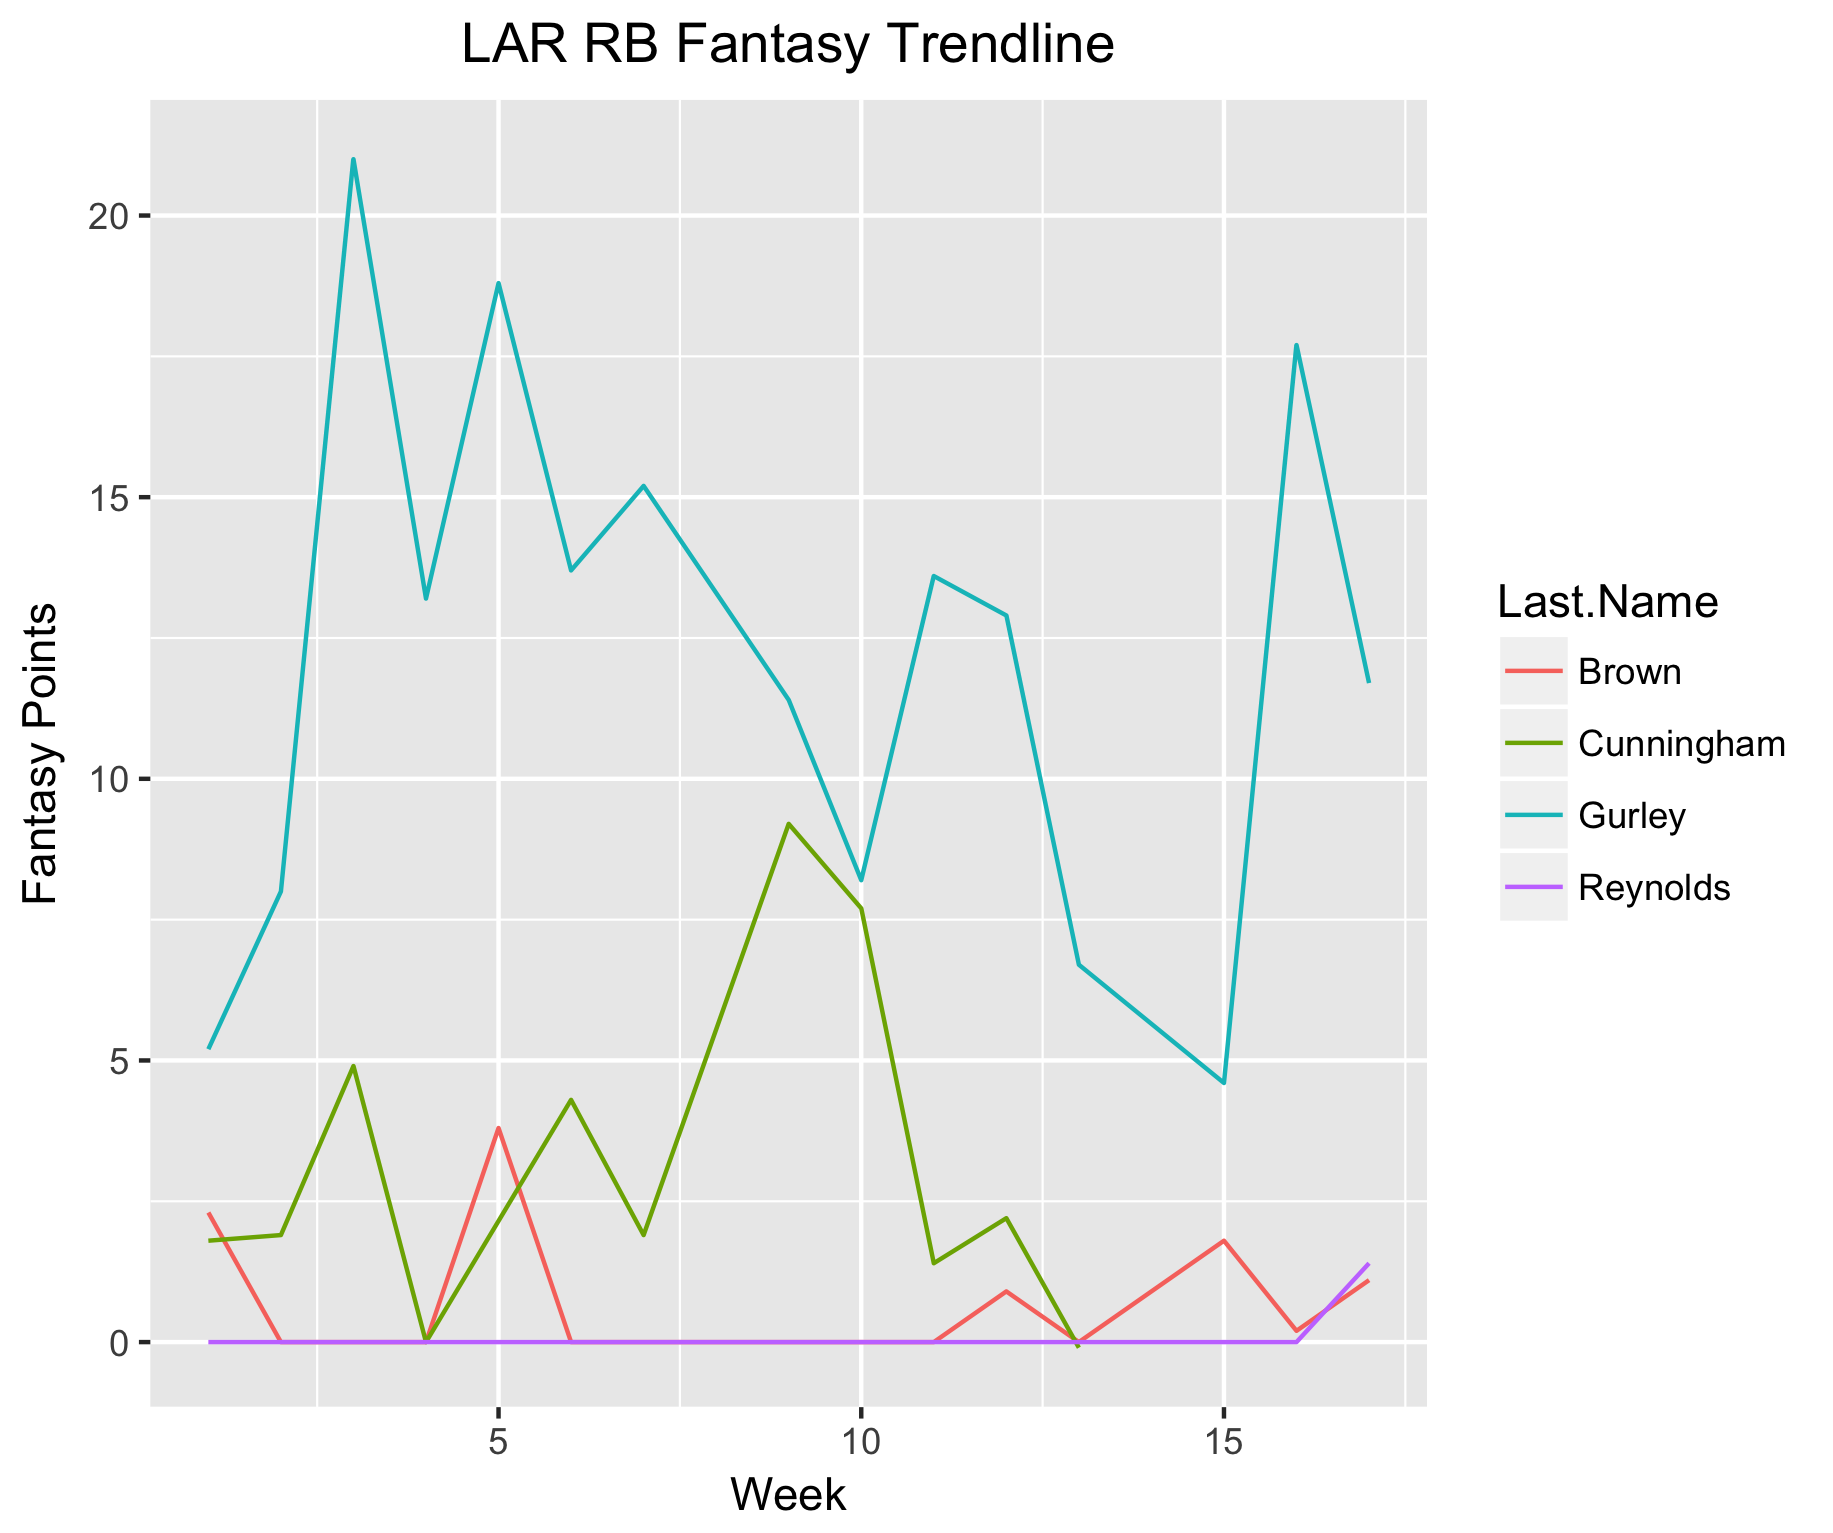 LAR RB Fantasy Trendline
Fantasy Points
20
15
10
5
0
5
10
15
Week
Last.Name
Brown
Cunningham
Gurley
Reynolds